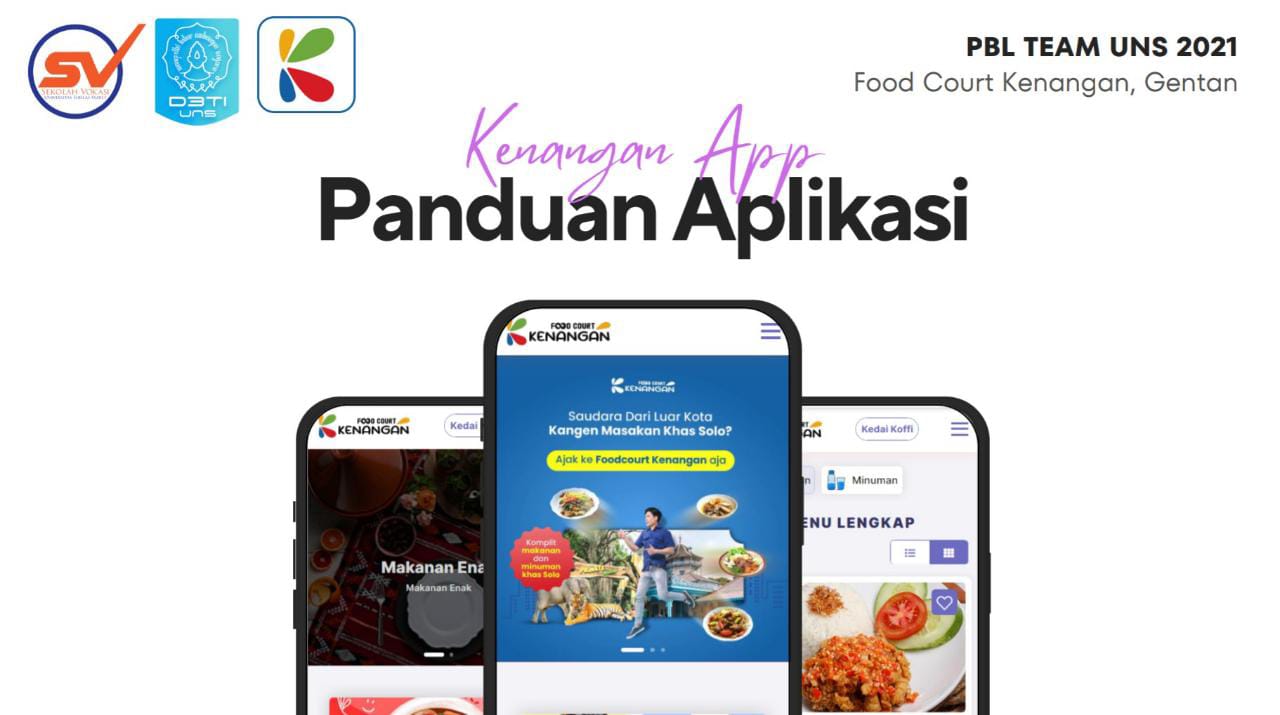 SV
SEKOLAH VOKASI
D3TI
UNS
PBL TEAM UNS 2021
Food Court Kenangan, Gentan
Kenangan App
Panduan Aplikasi
FOOD COURT
KENANGAN
Kedai
Makanan Ena
Makanan Enak
FOOD COURT
KENANGAN
FOOD COURT
KENANGAN
Saudara Dari Luar Kota
Kangen Masakan Khas Solo?
Ajak ke Foodcourt Kenangan aja
Komplit
makanan
dan
minuman
khas Solo
RT
AN
Kedai Koffi
Minuman
ENU LENGKAP